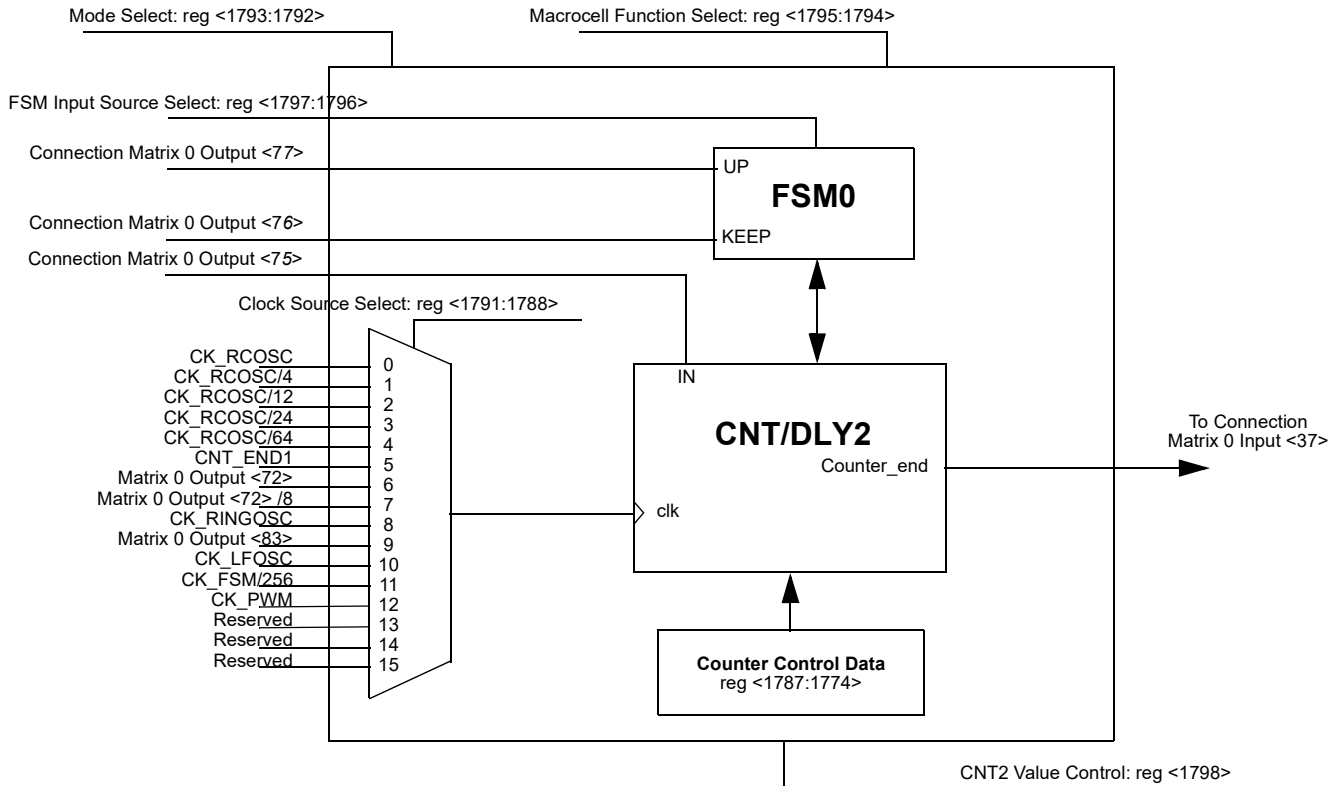 Mode Select: reg <1793:1792>
Macrocell Function Select: reg <1795:1794>
FSM Input Source Select: reg <1797:1796>
Connection Matrix 0 Output <77>
UP
FSM0
Connection Matrix 0 Output <76>
KEEP
Connection Matrix 0 Output <75>
Clock Source Select: reg <1791:1788>
CK_RCOSC 0
CK_RCOSC/4 1
CK_RCOSC/12 2
CK_RCOSC/24 3
CK_RCOSC/64 4
CNT_END1 5
Matrix 0 Output <72> 6
Matrix 0 Output <72> /8 7
CK_RINGOSC 8
Matrix 0 Output <83> 9
CK_LFOSC 10
CK_FSM/256 11
CK_PWM 12
Reserved 13
Reserved 14
Reserved 15
IN
CNT/DLY2
Counter_end
clk
To Connection
Matrix 0 Input <37>
Counter Control Data
reg <1787:1774>
CNT2 Value Control: reg <1798>